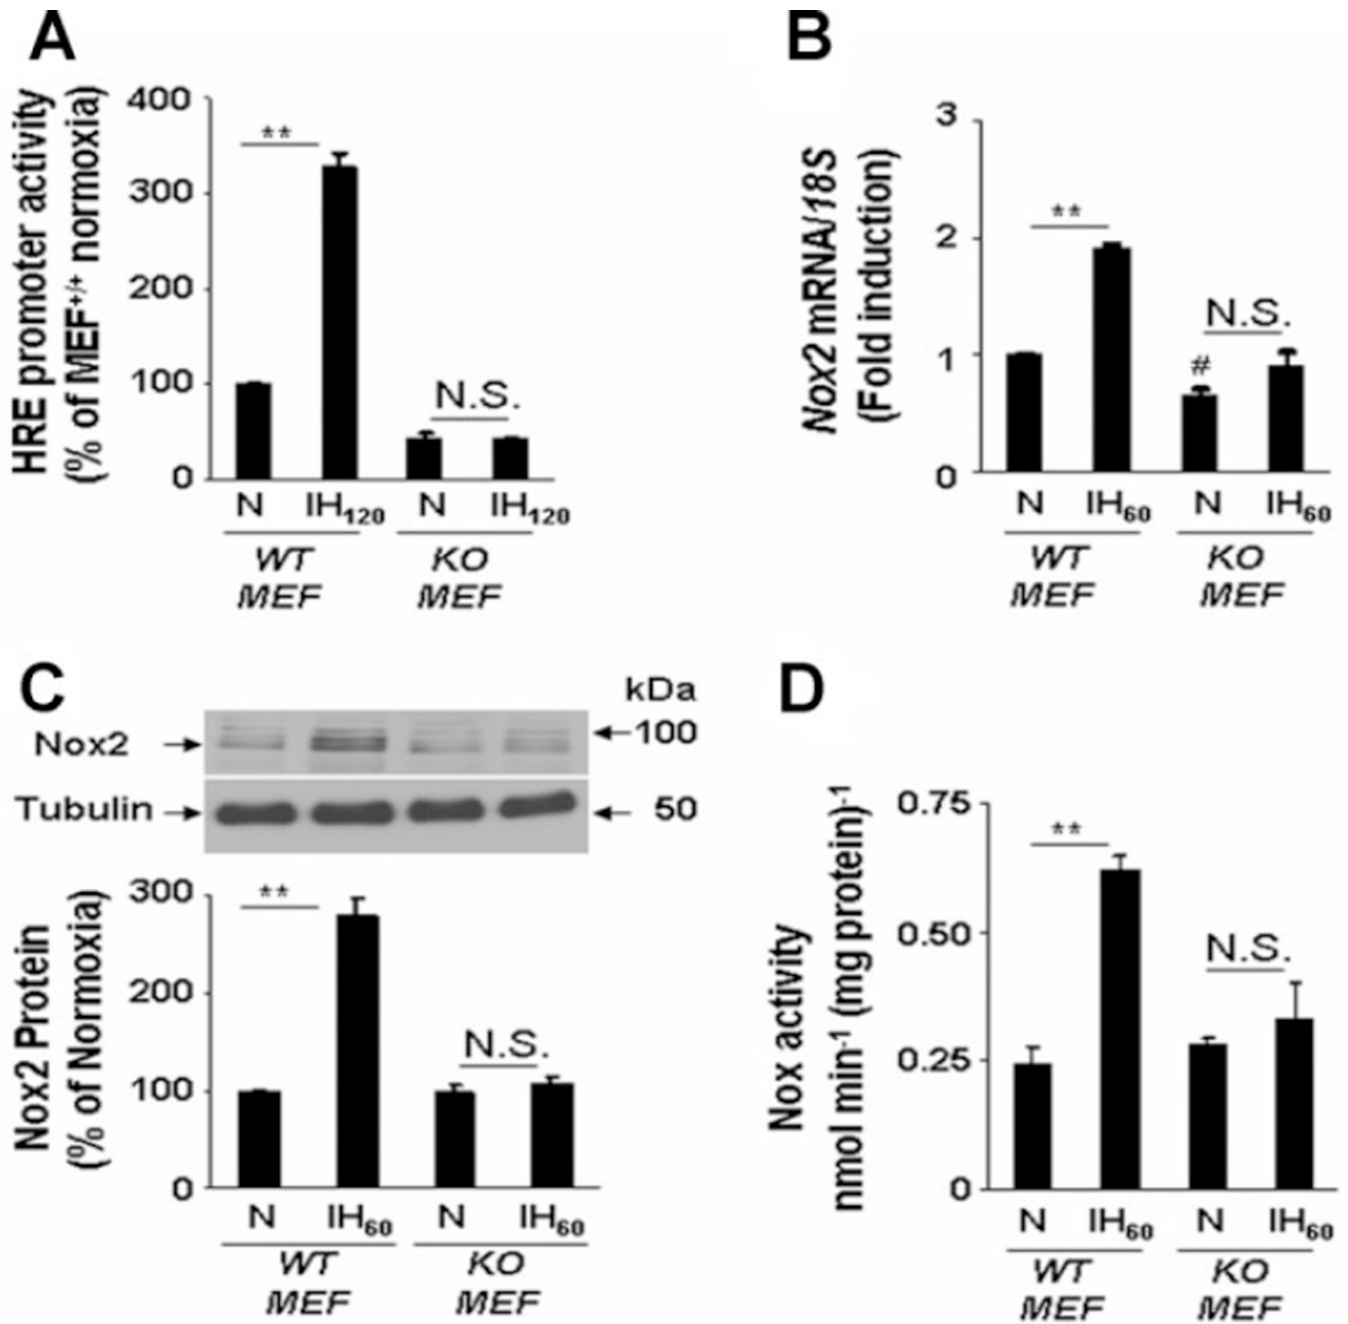 A
HRE promoter activity
(% of MEF+/+ normoxia)
400
300
200
100
0
**
N.S.
N IH120 N IH120
WT KO
MEF MEF
B
Nox2 mRNA/18S
(Fold induction)
3
2
1
0
**
N.S.
#
N IH60 N IH60
WT KO
MEF MEF
C
kDa
Nox2
100
Tubulin
50
Nox2 Protein
(% of Normoxia)
300
200
100
0
**
N.S.
N IH60 N IH60
WT KO
MEF MEF
D
Nox activity
nmol min-1 (mg protein)-1
0.75
0.50
0.25
0
**
N.S.
N IH60 N IH60
WT KO
MEF MEF